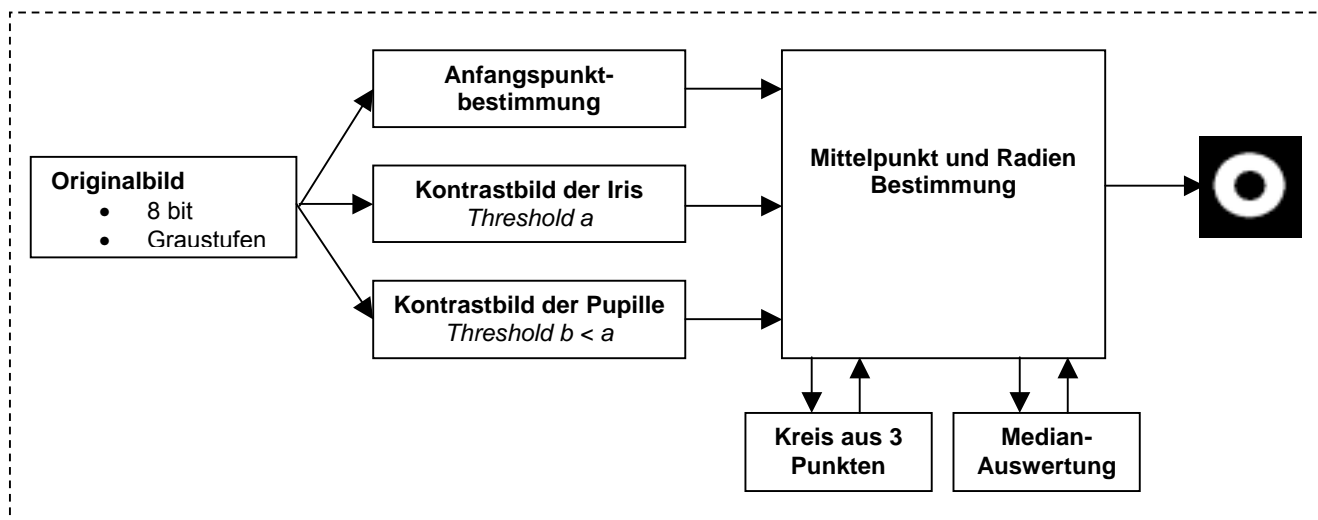 Originalbild
• 8 bit
• Graustufen
Anfangspunkt-
bestimmung
Kontrastbild der Iris
Threshold a
Kontrastbild der Pupille
Threshold b < a
Mittelpunkt und Radien
Bestimmung
Kreis aus 3
Punkten
Median-
Auswertung